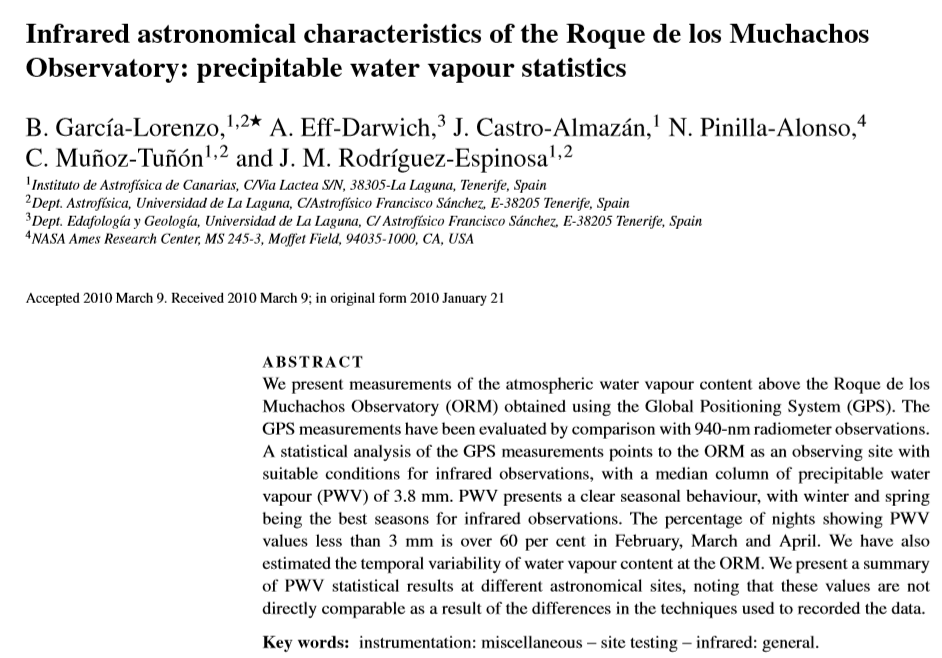 Infrared astronomical characteristics of the Roque de los Muchachos
Observatory: precipitable water vapour statistics
B. García-Lorenzo,1,2★ A. Eff-Darwich,3 J. Castro-Almazán,1 N. Pinilla-Alonso,4
C. Muñoz-Tuñón1,2 and J. M. Rodríguez-Espinosa1,2
1Instituto de Astrofísica de Canarias, C/Via Lactea S/N, 38305-La Laguna, Tenerife, Spain
2Dept. Astrofísica, Universidad de La Laguna, C/Astrofísico Francisco Sánchez, E-38205 Tenerife, Spain
3Dept. Edafología y Geología, Universidad de La Laguna, C/ Astrofísico Francisco Sánchez, E-38205 Tenerife, Spain
4NASA Ames Research Center, MS 245-3, Moffet Field, 94035-1000, CA, USA
Accepted 2010 March 9. Received 2010 March 9; in original form 2010 January 21
ABSTRACT
We present measurements of the atmospheric water vapour content above the Roque de los
Muchachos Observatory (ORM) obtained using the Global Positioning System (GPS). The
GPS measurements have been evaluated by comparison with 940-nm radiometer observations.
A statistical analysis of the GPS measurements points to the ORM as an observing site with
suitable conditions for infrared observations, with a median column of precipitable water
vapour (PWV) of 3.8 mm. PWV presents a clear seasonal behaviour, with winter and spring
being the best seasons for infrared observations. The percentage of nights showing PWV
values less than 3 mm is over 60 per cent in February, March and April. We have also
estimated the temporal variability of water vapour content at the ORM. We present a summary
of PWV statistical results at different astronomical sites, noting that these values are not
directly comparable as a result of the differences in the techniques used to recorded the data.
Key words: instrumentation: miscellaneous – site testing – infrared: general.